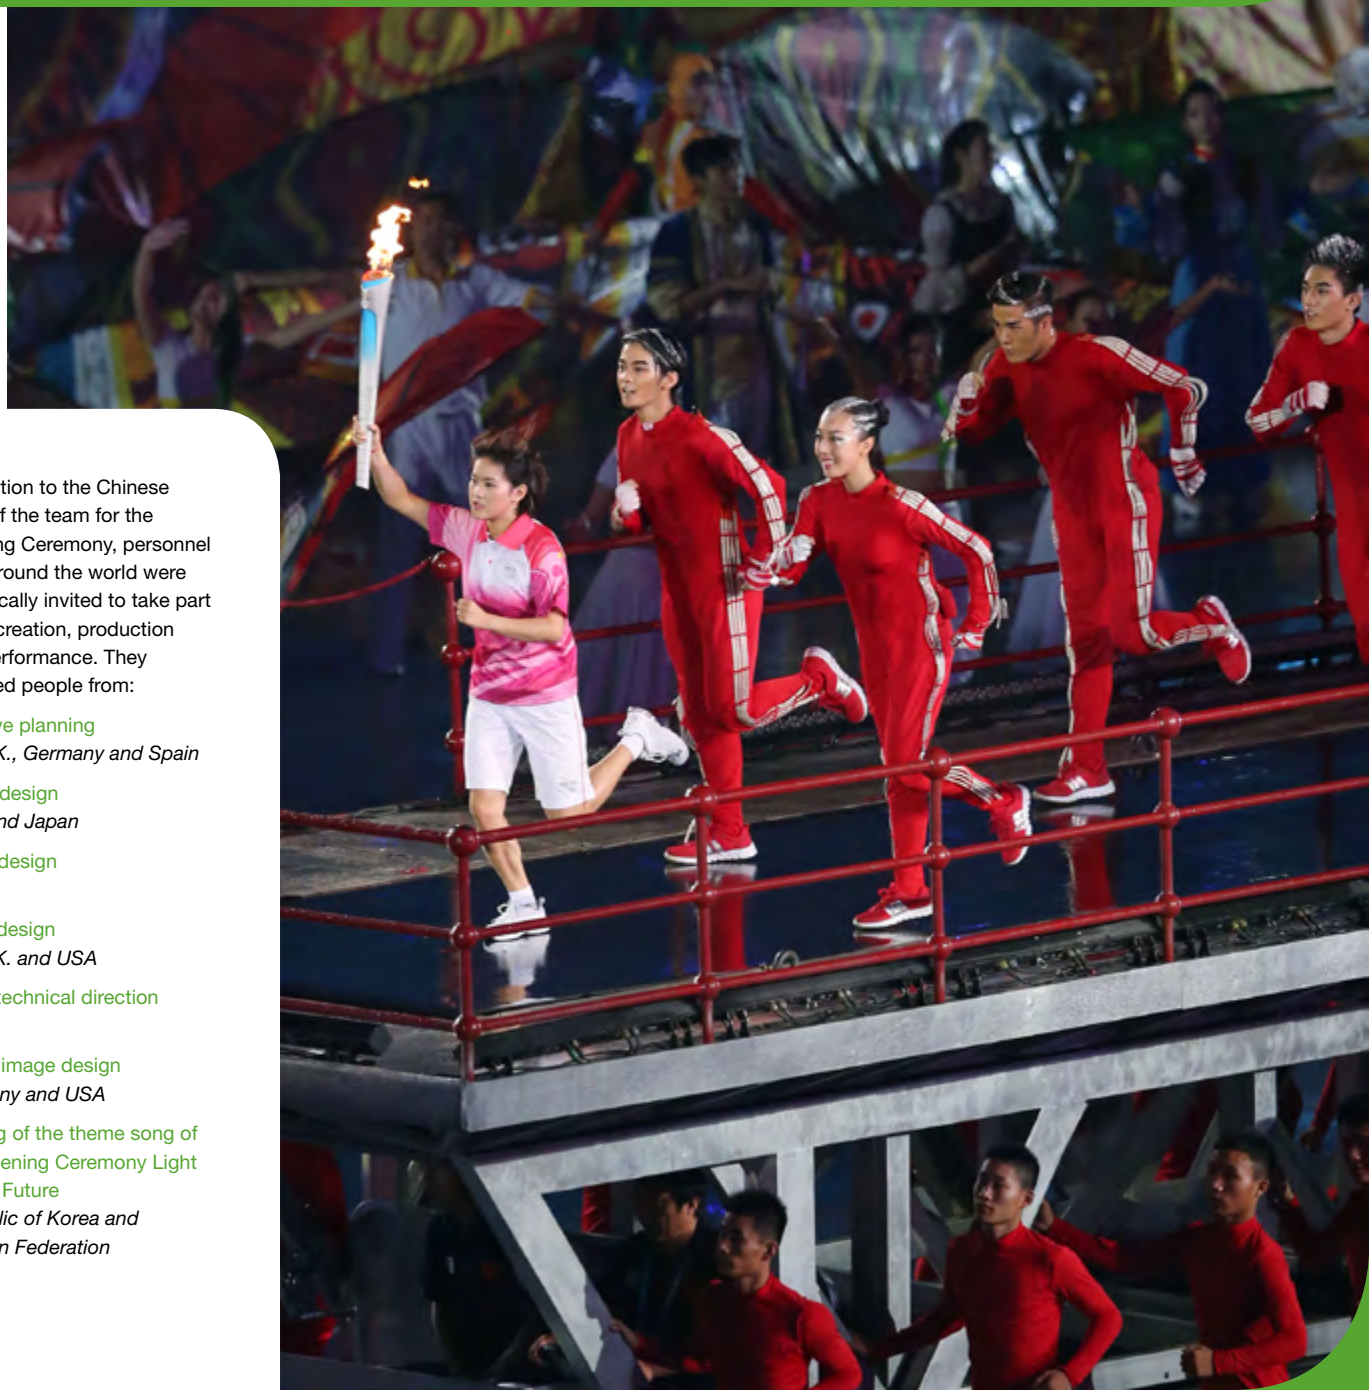 tion to the Chinese
f the team for the
ng Ceremony, personnel
round the world were
cally invited to take part
creation, production
erformance. They
ed people from:
ve planning
K., Germany and Spain
design
nd Japan
design
design
K. and USA
technical direction
image design
ny and USA
g of the theme song of
ening Ceremony Light
Future
lic of Korea and
n Federation